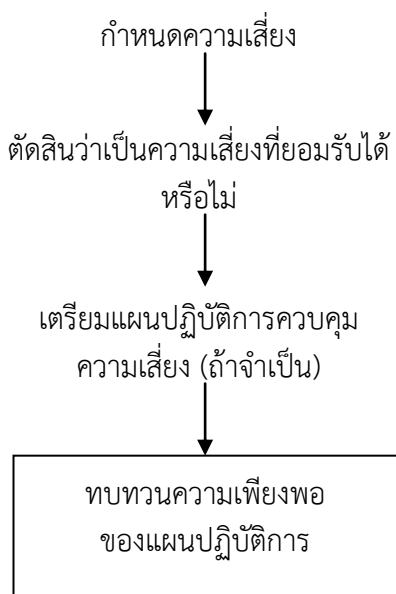 กำหนดความเสี่ยง
ตัดสินว่าเป็นความเสี่ยงที่ยอมรับได้
หรือไม่
เตรียมแผนปฏิบัติการควบคุม
ความเสี่ยง (ถ้าจำเป็น)
ทบทวนความเพียงพอ
ของแผนปฏิบัติการ